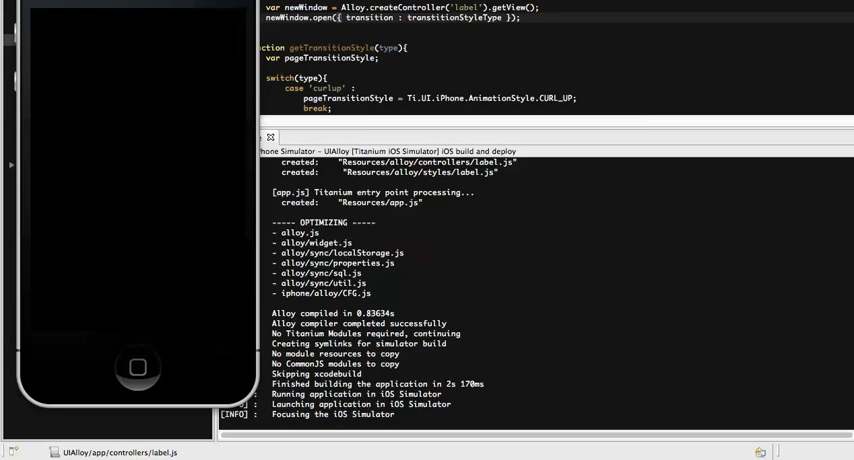 var newWindow = Alloy.createController('label').getView();
newWindow.open({ transition : transtitionStyleType });
ction getTransitionStyle(type){
var pageTransitionStyle;
switch(type){
case 'curlup' :
pageTransitionStyle = Ti.UI.iPhone.AnimationStyle.CURL_UP;
break;
hone Simulator – UIAlloy [Titanium iOS Simulator] iOS build and deploy
created: "Resources/alloy/controllers/label.js"
created: "Resources/alloy/styles/label.js"
[app.js] Titanium entry point processing...
created: "Resources/app.js"
----- OPTIMIZING -----
- alloy.js
- alloy/widget.js
- alloy/sync/localStorage.js
- alloy/sync/properties.js
- alloy/sync/sql.js
- alloy/sync/util.js
- iphone/alloy/CFG.js
Alloy compiled in 0.83634s
Alloy compiler completed successfully
No Titanium Modules required, continuing
Creating symlinks for simulator build
No module resources to copy
No CommonJS modules to copy
Skipping xcodebuild
Finished building the application in 2s 170ms
: Running application in iOS Simulator
: Launching application in iOS Simulator
[INFO] : Focusing the iOS Simulator
UIAlloy/app/controllers/label.js